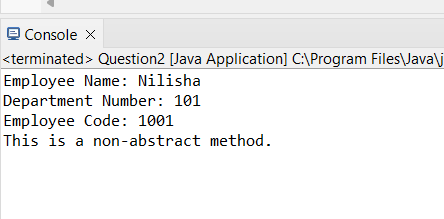 Console
<terminated> Question2 [Java Application] C:\Program Files\Java\j
Employee Name: Nilisha
Department Number: 101
Employee Code: 1001
This is a non-abstract method.